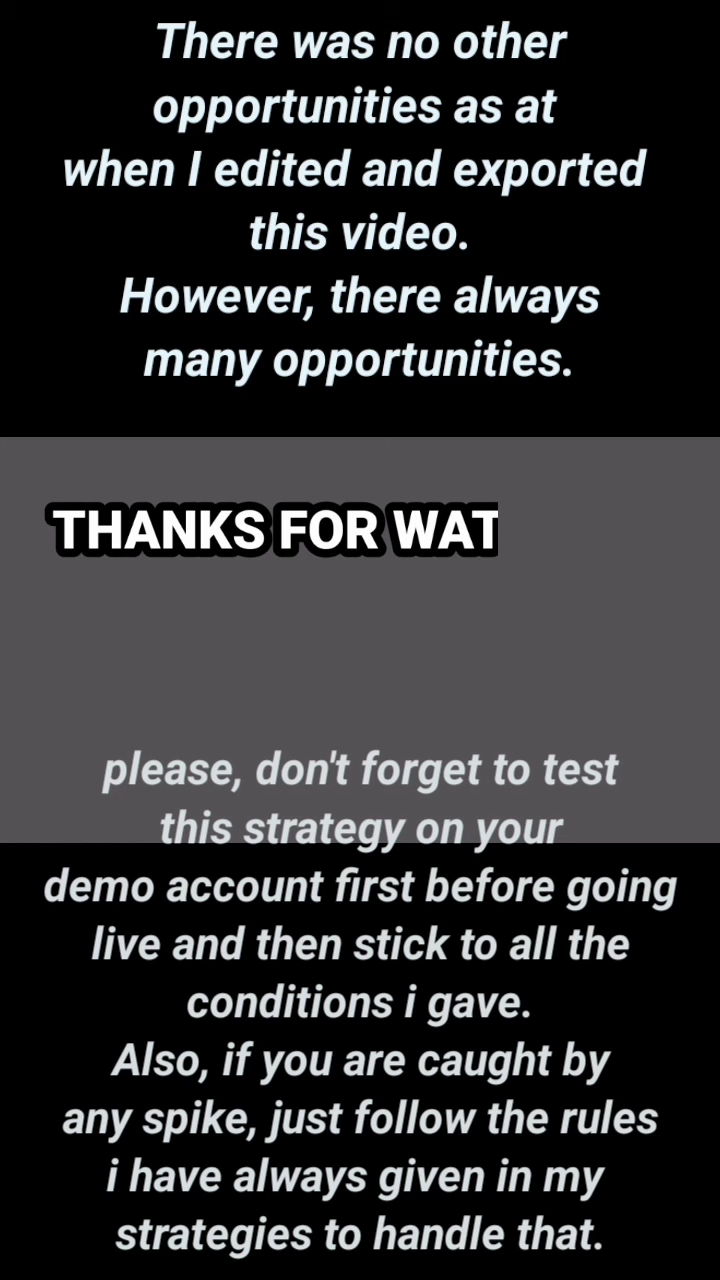 There was no other
opportunities as at
when I edited and exported
this video.
However, there always
many opportunities.
THANKS FOR WAT
please, don't forget to test
this strategy on your
demo account first before going
live and then stick to all the
conditions i gave.
Also, if you are caught by
any spike, just follow the rules
i have always given in my
strategies to handle that.